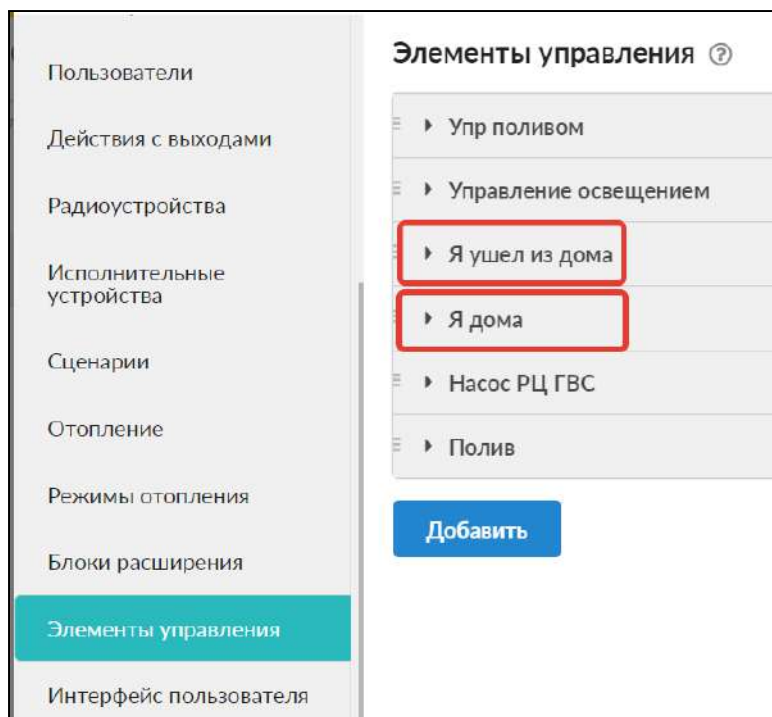 Пользователи
Действия с выходами
Радиоустройства
Исполнительные
устройства
Сценарии
Отопление
Режимы отопления
Блоки расширения
Элементы управления
Интерфейс пользователя
Элементы управления ?
Упр поливом
Управление освещением
Я ушел из дома
Я дома
Насос РЦ ГВС
Полив
Добавить